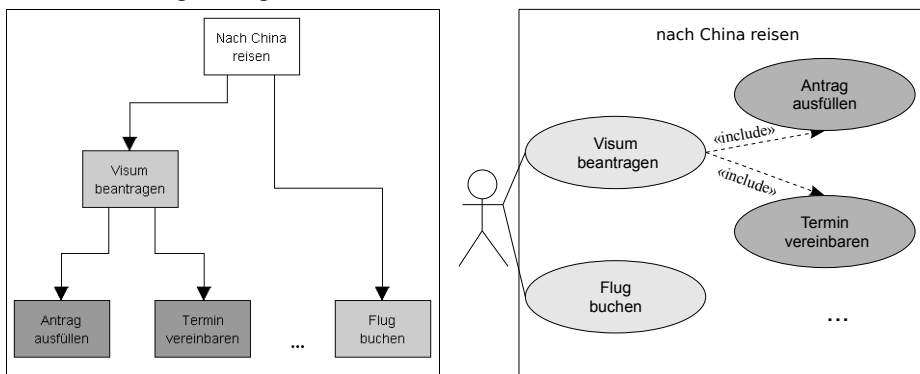 Nach China
reisen
Visum
beantragen
Antrag
ausfüllen
Termin
vereinbaren
...
Flug
buchen
nach China reisen
Antrag
ausfüllen
«include»
Visum
beantragen
«include»
Termin
vereinbaren
Flug
buchen
...